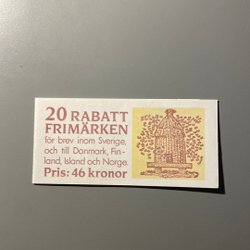 20 RABATT
FRIMÄRKEN
för brev inom Sverige,
och till Danmark, Fin-
land, Island och Norge.
Pris: 46 kronor